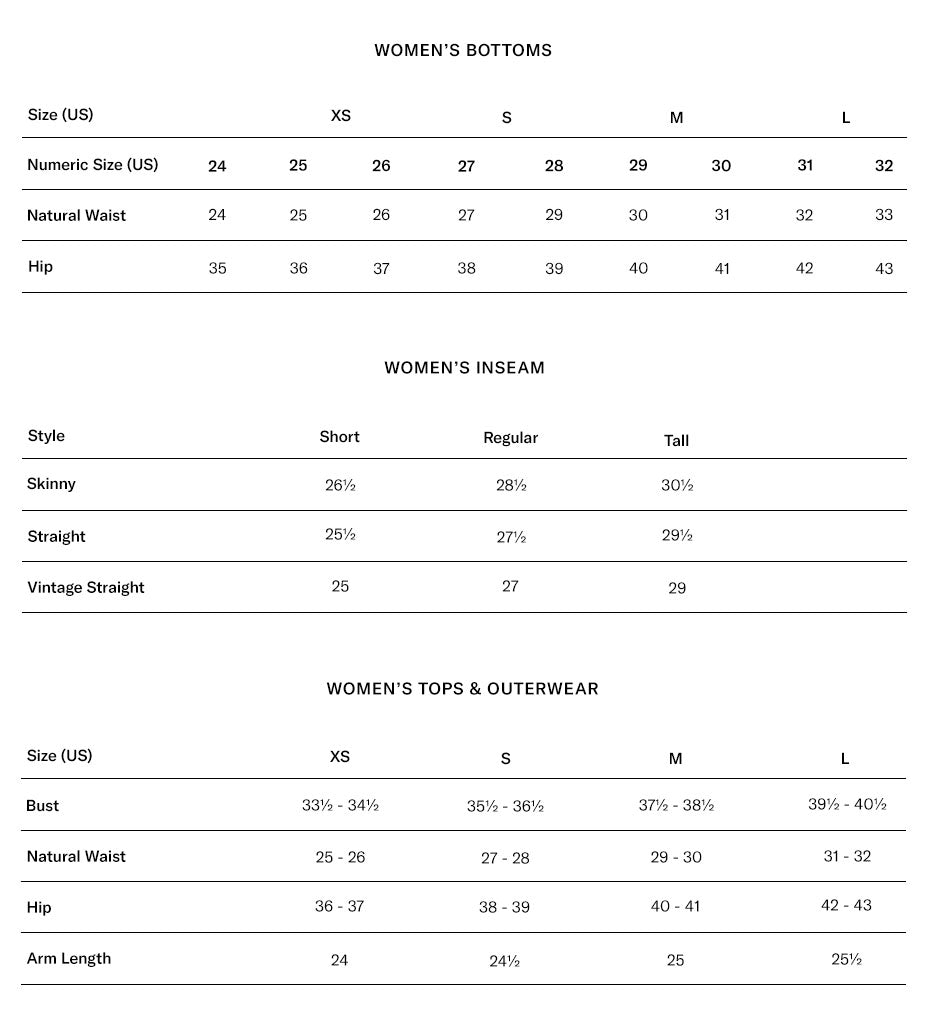 WOMEN’S BOTTOMS
Size (US) XS S M L
Numeric Size (US) 24 25 26 27 28 29 30 31 32
Natural Waist 24 25 26 27 29 30 31 32 33
Hip 35 36 37 38 39 40 41 42 43
WOMEN’S INSEAM
Style Short Regular Tall
Skinny 26½ 28½ 30½
Straight 25½ 27½ 29½
Vintage Straight 25 27 29
WOMEN’S TOPS & OUTERWEAR
Size (US) XS S M L
Bust 33½ - 34½ 35½ - 36½ 37½ - 38½ 39½ - 40½
Natural Waist 25 - 26 27 - 28 29 - 30 31 - 32
Hip 36 - 37 38 - 39 40 - 41 42 - 43
Arm Length 24 24½ 25 25½